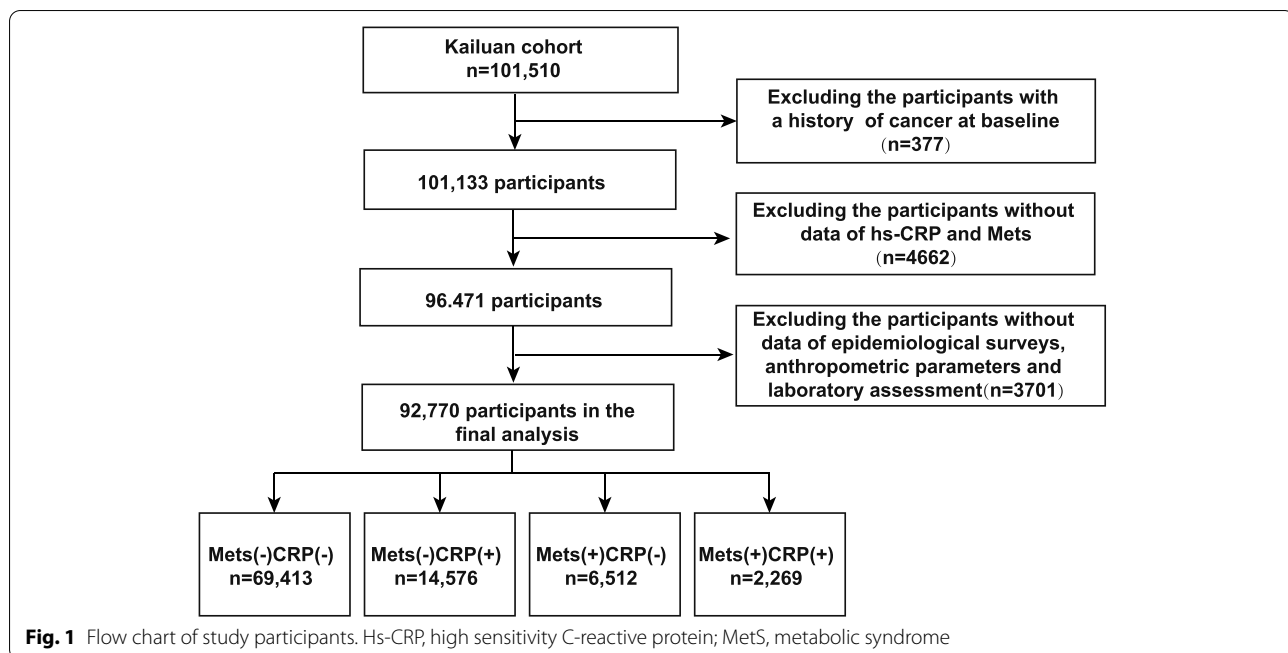 Kailuan cohort
n=101,510
Excluding the participants with
a history of cancer at baseline
(n=377)
101,133 participants
Excluding the participants without
data of hs-CRP and Mets
(n=4662)
96.471 participants
Excluding the participants without
data of epidemiological surveys,
anthropometric parameters and
laboratory assessment(n=3701)
92,770 participants in the
final analysis
Mets(-)CRP(-)
n=69,413
Mets(-)CRP(+)
n=14,576
Mets(+)CRP(-)
n=6,512
Mets(+)CRP(+)
n=2,269
Fig. 1 Flow chart of study participants. Hs-CRP, high sensitivity C-reactive protein; MetS, metabolic syndrome